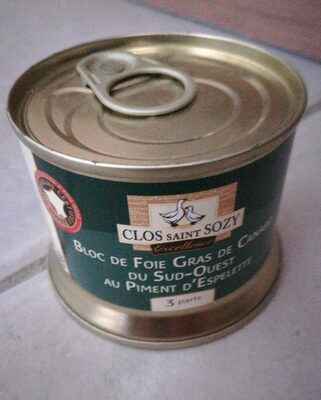 CLOS SAINT SOZY
Excellence
BLOC DE FOIE GRAS DE CANARD
DU SUD-OUEST
AU PIMENT D'ESPELETTE
3 parts